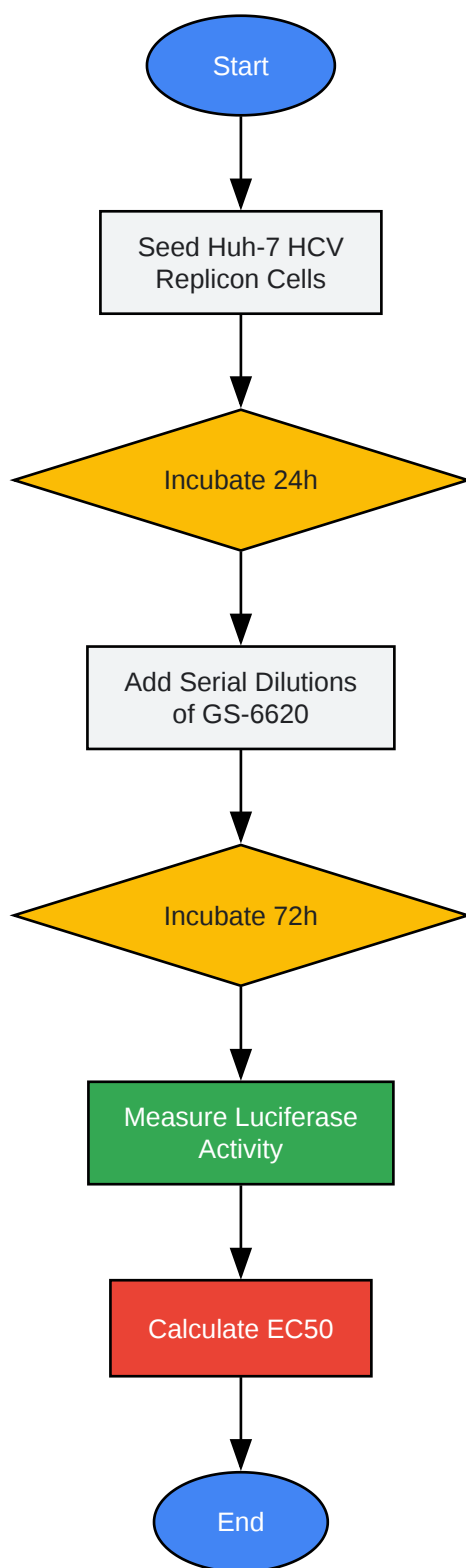 Start
Seed Huh-7 HCV
Replicon Cells
Incubate 24h
Add Serial Dilutions
of GS-6620
Incubate 72h
Measure Luciferase
Activity
Calculate EC50
End